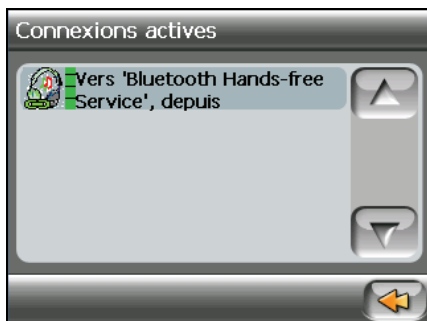 Connexions actives
Vers 'Bluetooth Hands-free
Service', depuis